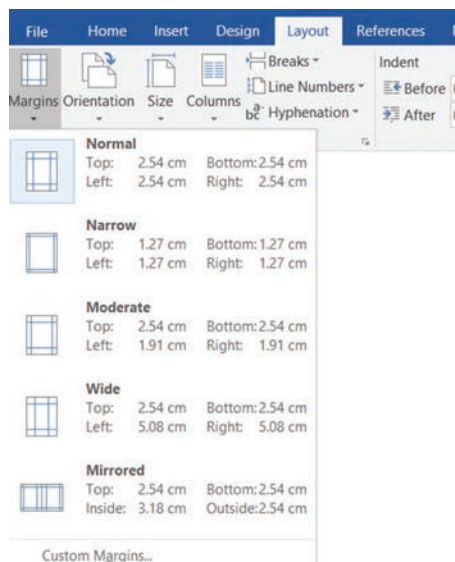 File Home Insert Design Layout References
Breaks Indent
Line Numbers Before
Margins Orientation Size Columns
Hyphenation After
Normal
Top: 2.54 cm Bottom: 2.54 cm
Left: 2.54 cm Right: 2.54 cm
Narrow
Top: 1.27 cm Bottom: 1.27 cm
Left: 1.27 cm Right: 1.27 cm
Moderate
Top: 2.54 cm Bottom: 2.54 cm
Left: 1.91 cm Right: 1.91 cm
Wide
Top: 2.54 cm Bottom: 2.54 cm
Left: 5.08 cm Right: 5.08 cm
Mirrored
Top: 2.54 cm Bottom: 2.54 cm
Inside: 3.18 cm Outside: 2.54 cm
Custom Margins...